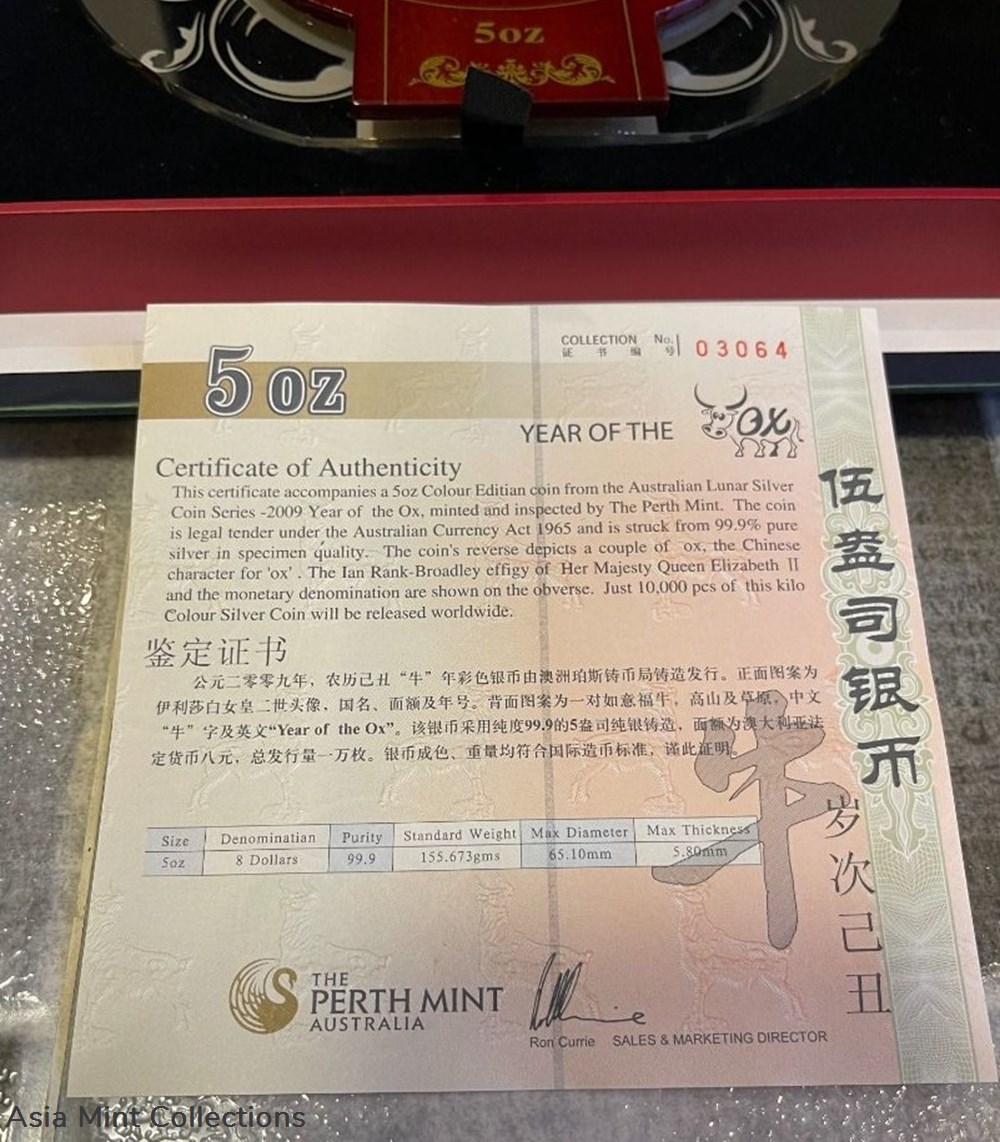 5oz
COLLECTION No.
证 书 编 号
03064
5 oz
YEAR OF THE OX
Certificate of Authenticity
This certificate accompanies a 5oz Colour Editian coin from the Australian Lunar Silver
Coin Series -2009 Year of the Ox, minted and inspected by The Perth Mint. The coin
is legal tender under the Australian Currency Act 1965 and is struck from 99.9% pure
silver in specimen quality. The coin's reverse depicts a couple of ox, the Chinese
character for 'ox' . The Ian Rank-Broadley effigy of Her Majesty Queen Elizabeth II
and the monetary denomination are shown on the obverse. Just 10,000 pcs of this kilo
Colour Silver Coin will be released worldwide.
鉴定证书
公元二零零九年，农历己丑“牛”年彩色银币由澳洲珀斯铸币局铸造发行。正面图案为
伊利莎白女皇二世头像，国名、面额及年号。背面图案为一对如意福牛，高山及草原，中文
“牛”字及英文“Year of the Ox”。该银币采用纯度99.9的5盎司纯银铸造，面额为澳大利亚法
定货币八元，总发行量一万枚。银币成色、重量均符合国际造币标准，谨此证明。
Size Denominatian Purity Standard Weight Max Diameter Max Thickness
5oz 8 Dollars 99.9 155.673gms 65.10mm 5.80mm
牛
伍盎司银币
岁次己丑
THE
PERTH MINT
AUSTRALIA
Ron Currie SALES & MARKETING DIRECTOR
Asia Mint Collections